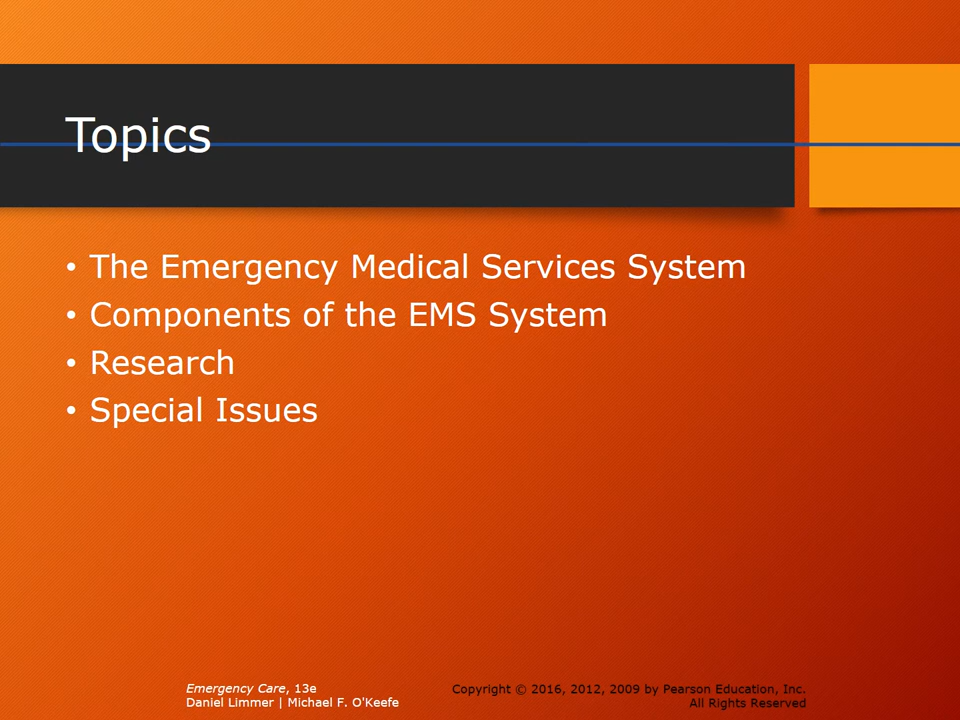 Topics
• The Emergency Medical Services System
• Components of the EMS System
• Research
• Special Issues
Emergency Care, 13e
Daniel Limmer | Michael F. O'Keefe
Copyright © 2016, 2012, 2009 by Pearson Education, Inc.
All Rights Reserved